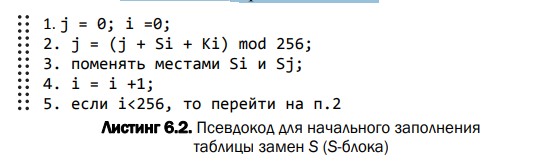 1. j = 0; i =0;
2. j = (j + Si + Ki) mod 256;
3. поменять местами Si и Sj;
4. i = i +1;
5. если i<256, то перейти на п.2
Листинг 6.2. Псевдокод для начального заполнения
таблицы замен S (S-блока)